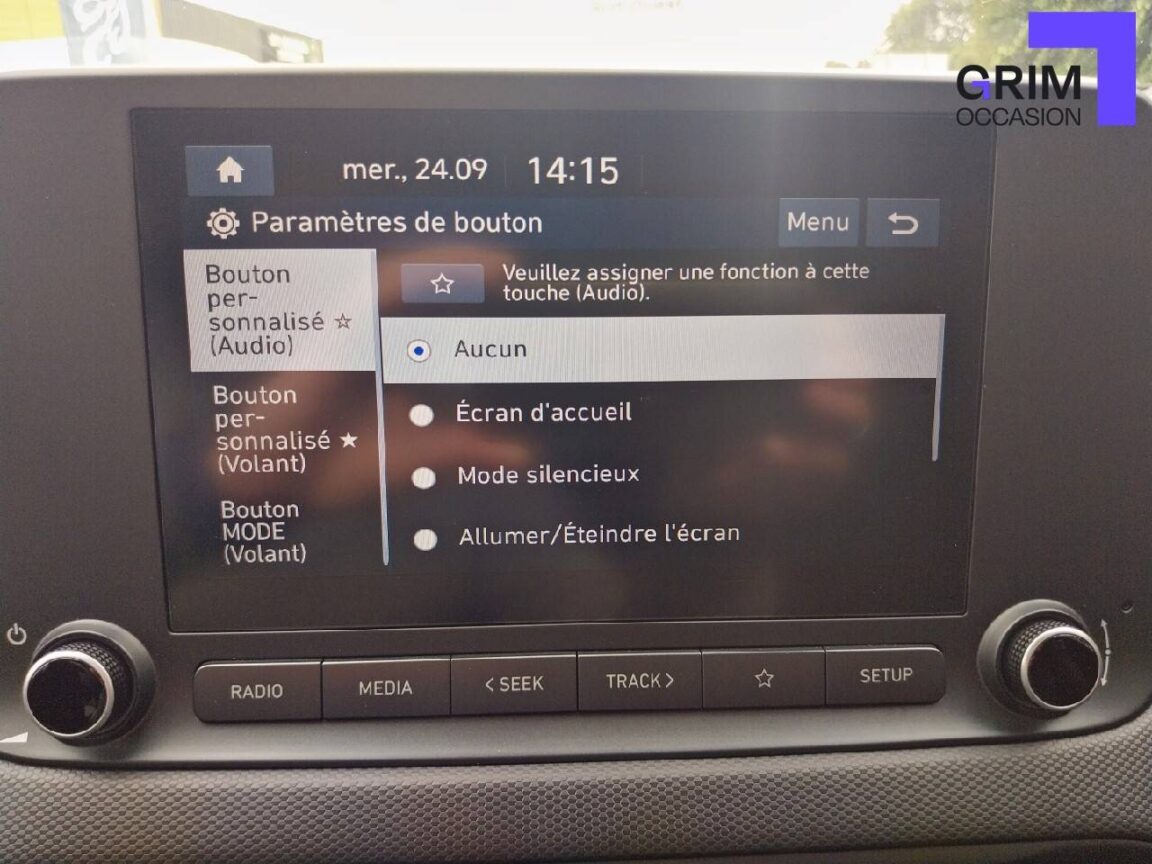 GRIM
OCCASION
mer., 24.09 14:15
Paramètres de bouton Menu
Bouton
per-
sonnalisé ☆
(Audio)
Bouton
per-
sonnalisé ★
(Volant)
Bouton
MODE
(Volant)
☆ Veuillez assigner une fonction à cette
touche (Audio).
Aucun
Écran d'accueil
Mode silencieux
Allumer/Éteindre l'écran
RADIO MEDIA < SEEK TRACK > ☆ SETUP